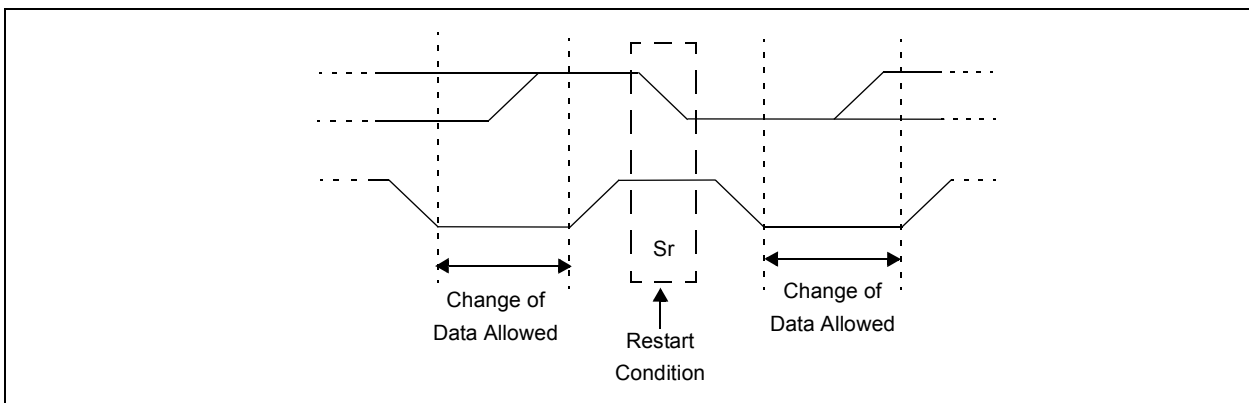 Sr
Change of
Data Allowed
Restart
Condition
Change of
Data Allowed